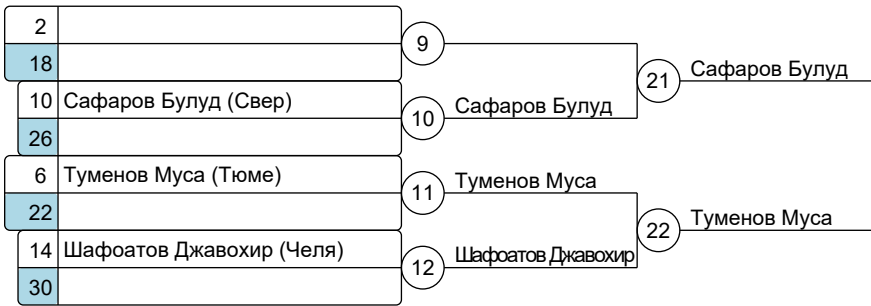 2
18
9
10 Сафаров Булуд (Свер)
26
10
Сафаров Булуд
21
Сафаров Булуд
6 Туменов Муса (Тюме)
22
11
Туменов Муса
14 Шафоатов Джавохир (Челя)
30
12
Шафоатов Джавохир
22
Туменов Муса